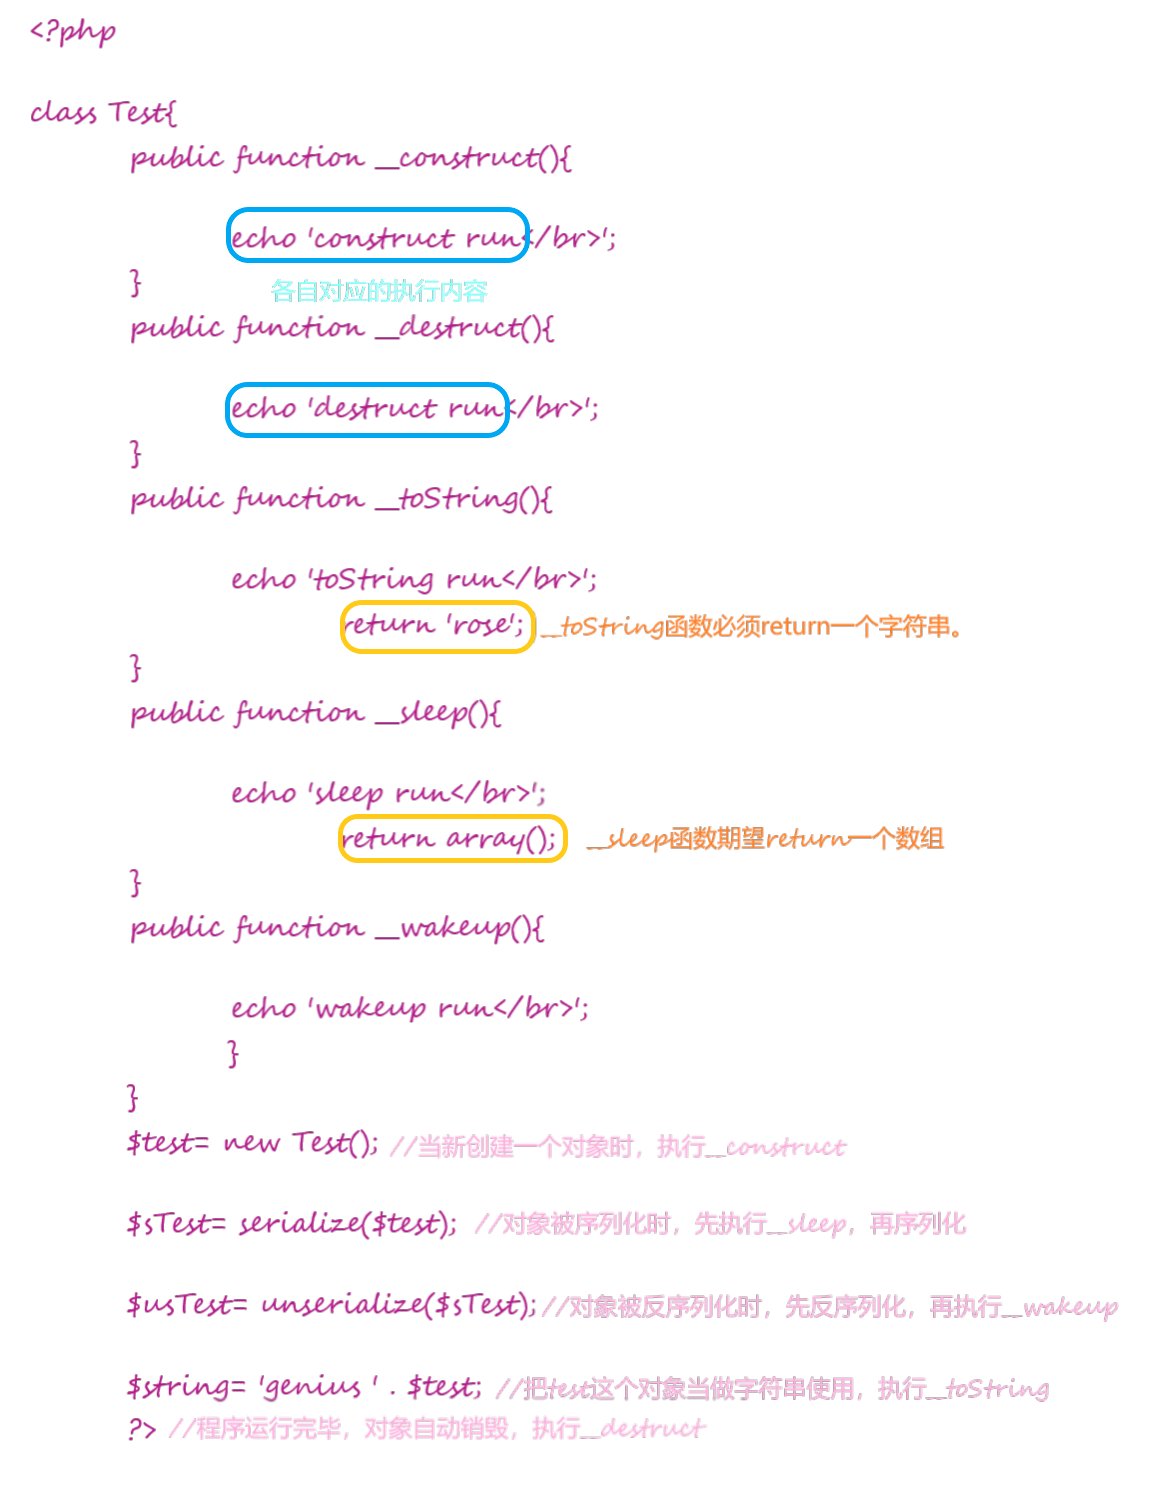 <?php
class Test{
public function __construct(){
echo 'construct run</br>';
}
各自对应的执行内容
public function __destruct(){
echo 'destruct run</br>';
}
public function __toString(){
echo 'toString run</br>';
return 'rose'; __toString函数必须return一个字符串。
}
public function __sleep(){
echo 'sleep run</br>';
return array(); __sleep函数期望return一个数组
}
public function __wakeup(){
echo 'wakeup run</br>';
}
}
$test= new Test(); //当新创建一个对象时，执行__construct
$sTest= serialize($test); //对象被序列化时，先执行__sleep，再序列化
$usTest= unserialize($sTest); //对象被反序列化时，先反序列化，再执行__wakeup
$string= 'genius ' . $test; //把test这个对象当做字符串使用，执行__toString
?> //程序运行完毕，对象自动销毁，执行__destruct